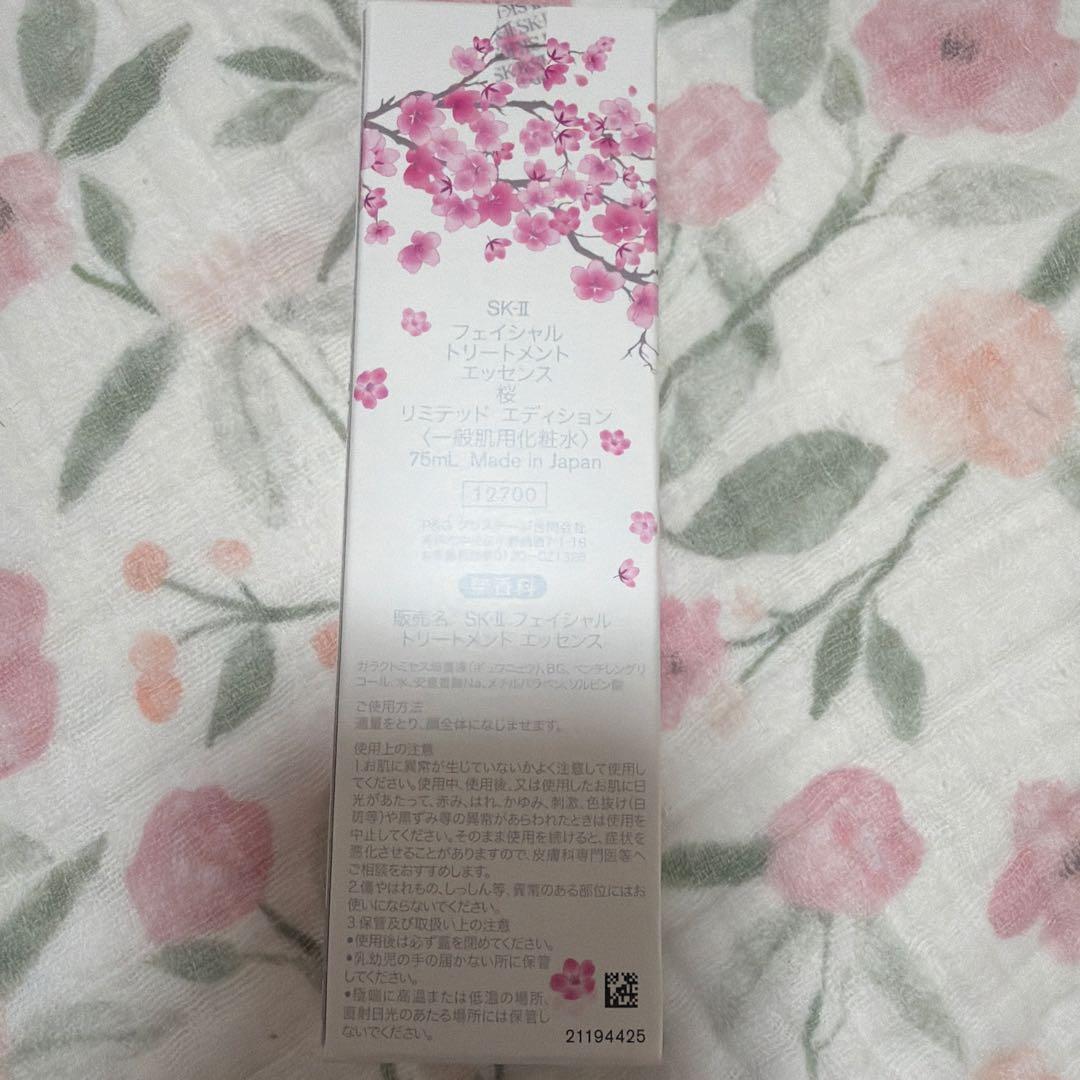 SK-II
SK-II
フェイシャル
トリートメント
エッセンス
桜
リミテッド エディション
〈一般肌用化粧水〉
75mL Made in Japan
12700
無香料
販売名 SK-II フェイシャル
トリートメント エッセンス
ガラクトミセス培養液(ギョウニュウ)、BG、ペンチレングリ
コール、水、安息香酸Na、メチルパラベン、ソルビン酸
ご使用方法
適量をとり、顔全体になじませます。
使用上の注意
1.お肌に異常が生じていないかよく注意して使用し
てください。使用中、使用後、又は使用したお肌に日
光があたって、赤み、はれ、かゆみ、刺激、色抜け(白
斑等)や黒ずみ等の異常があらわれたときは使用を
中止してください。そのまま使用を続けると、症状を
悪化させることがありますので、皮膚科専門医等へ
ご相談をおすすめします。
2.傷やはれもの、しっしん等、異常のある部位にはお
使いにならないでください。
3.保管及び取扱い上の注意
•使用後は必ず蓋を閉めてください。
•乳幼児の手の届かない所に保管
してください。
•極端に高温または低温の場所、
直射日光のあたる場所には保管し
ないでください。
21194425